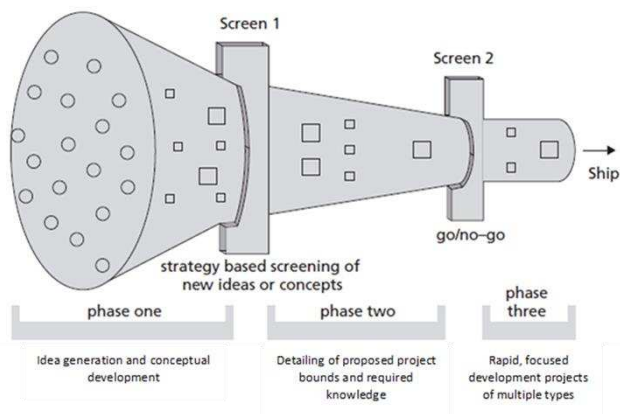 Screen 1
Screen 2
Ship
go/no–go
strategy based screening of
new ideas or concepts
phase one
phase two
phase
three
Idea generation and conceptual
development
Detailing of proposed project
bounds and required
knowledge
Rapid, focused
development projects
of multiple types